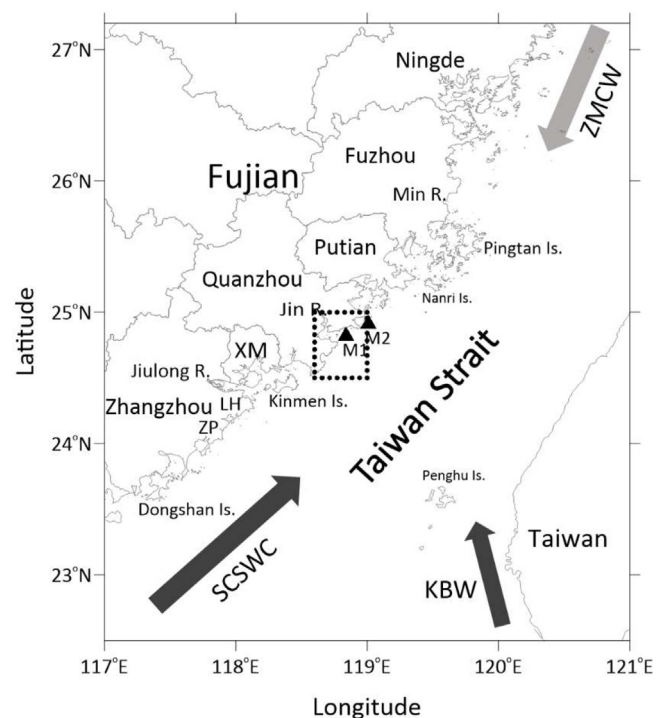 27°N
Ningde
ZMCW
Fuzhou
26°N
Fujian
Min R.
Putian
Pingtan Is.
Quanzhou
Nanri Is.
25°N
Jin R.
M2
M1
XM
Jiulong R.
Kinmen Is.
Zhangzhou
LH
ZP
24°N
Taiwan Strait
Penghu Is.
Dongshan Is.
Taiwan
SCSWC
KBW
23°N
Latitude
117°E 118°E 119°E 120°E 121°E
Longitude